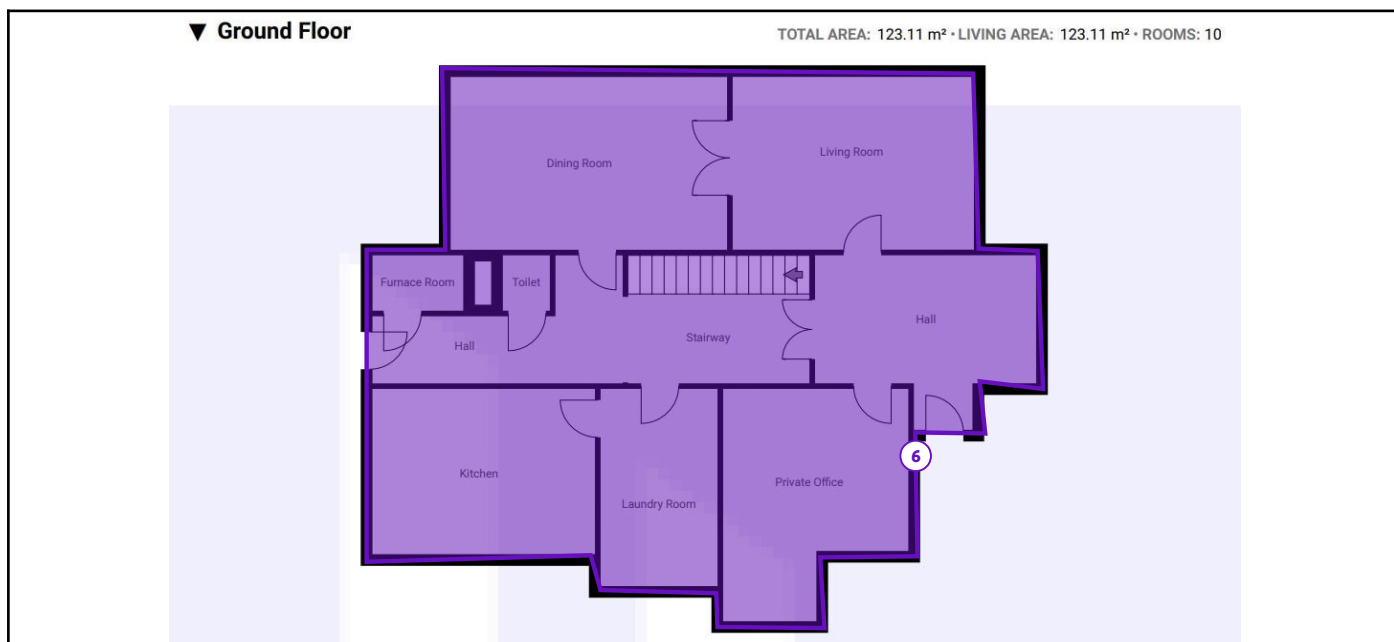 ▼ Ground Floor
TOTAL AREA: 123.11 m² • LIVING AREA: 123.11 m² • ROOMS: 10
Dining Room
Living Room
Furnace Room
Toilet
Hall
Stairway
Hall
6
Kitchen
Laundry Room
Private Office